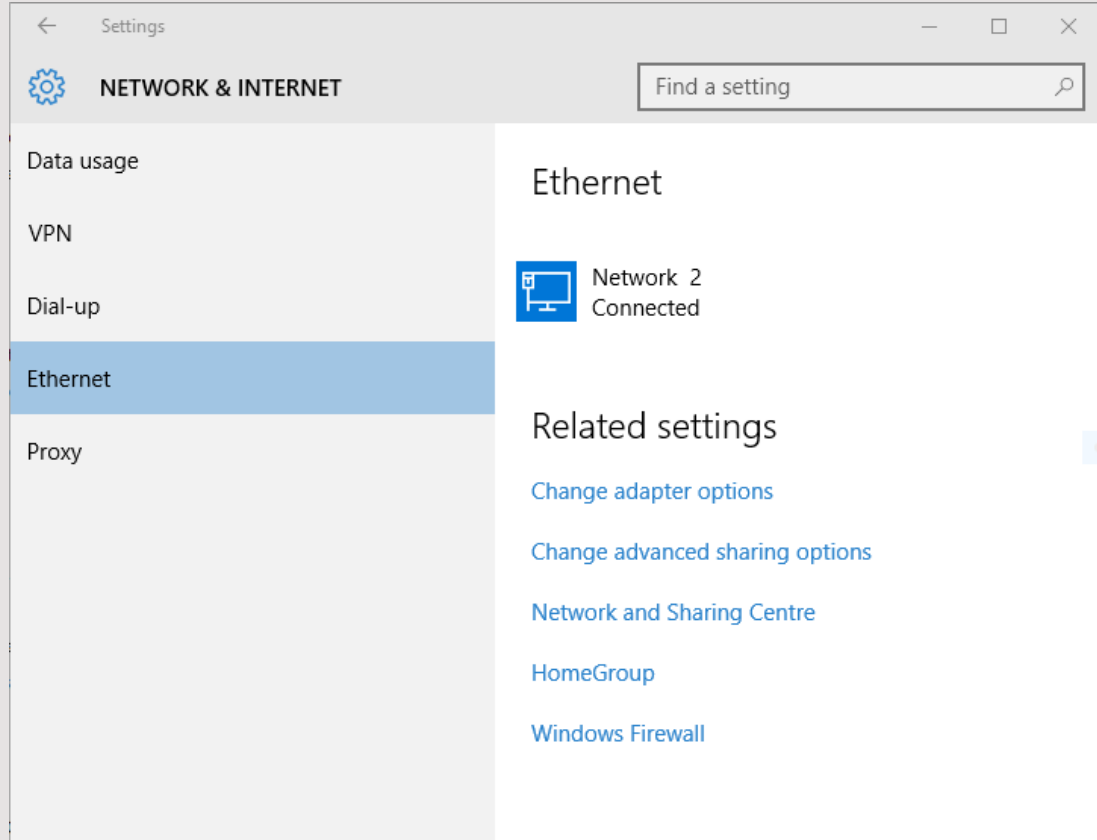 Settings
NETWORK & INTERNET
Find a setting
Data usage
VPN
Dial-up
Ethernet
Proxy
Ethernet
Network 2
Connected
Related settings
Change adapter options
Change advanced sharing options
Network and Sharing Centre
HomeGroup
Windows Firewall